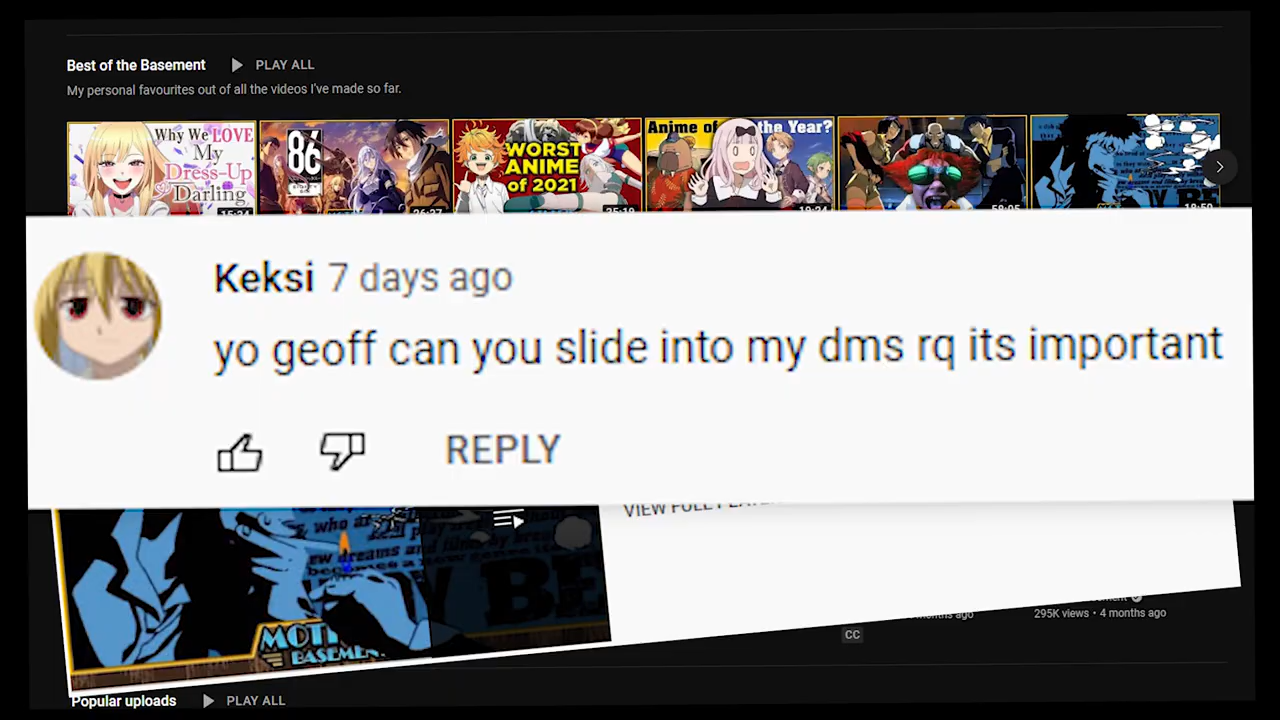 Best of the Basement
PLAY ALL
My personal favourites out of all the videos I've made so far.
Why We LOVE
My
Dress-Up
Darling
86
WORST
ANIME
of 2021
Anime of the Year?
Keksi 7 days ago
yo geoff can you slide into my dms rq its important
REPLY
295K views • 4 months ago
CC
Popular uploads
PLAY ALL